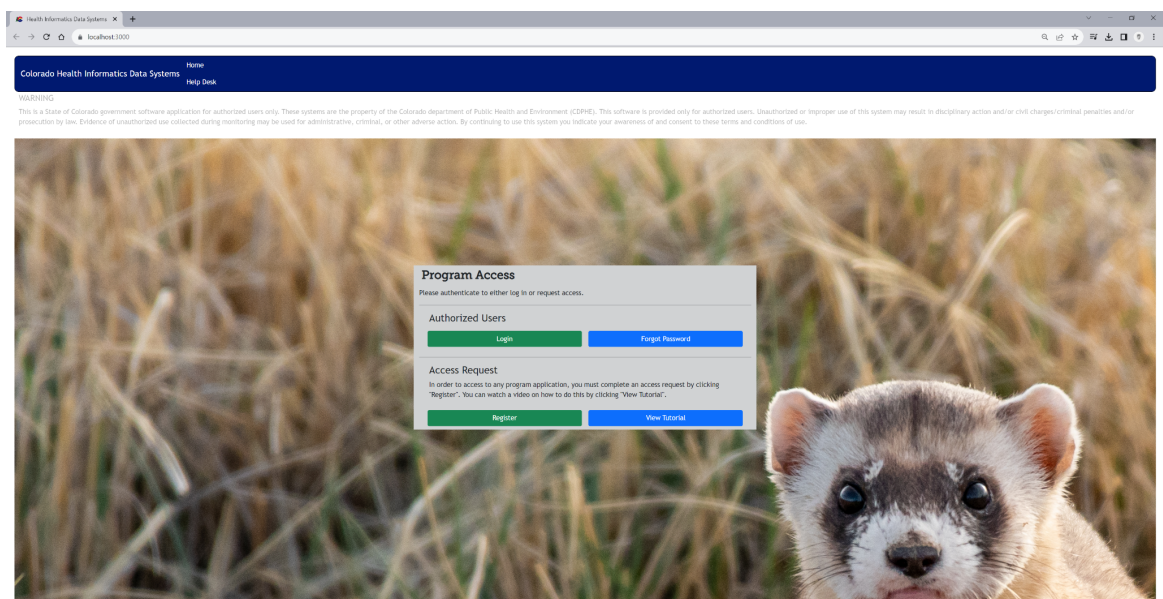 Health Informatics Data Systems
localhost:3000
Colorado Health Informatics Data Systems
Home
Help Desk
WARNING
This is a State of Colorado government software application for authorized users only. These systems are the property of the Colorado department of Public Health and Environment (CDPHE). This software is provided only for authorized users. Unauthorized or improper use of this system may result in disciplinary action and/or civil charges/criminal penalties and/or
prosecution by law. Evidence of unauthorized use collected during monitoring may be used for administrative, criminal, or other adverse action. By continuing to use this system you indicate your awareness of and consent to these terms and conditions of use.
Program Access
Please authenticate to either log in or request access.
Authorized Users
Login Forgot Password
Access Request
In order to access to any program application, you must complete an access request by clicking
"Register". You can watch a video on how to do this by clicking "View Tutorial".
Register View Tutorial